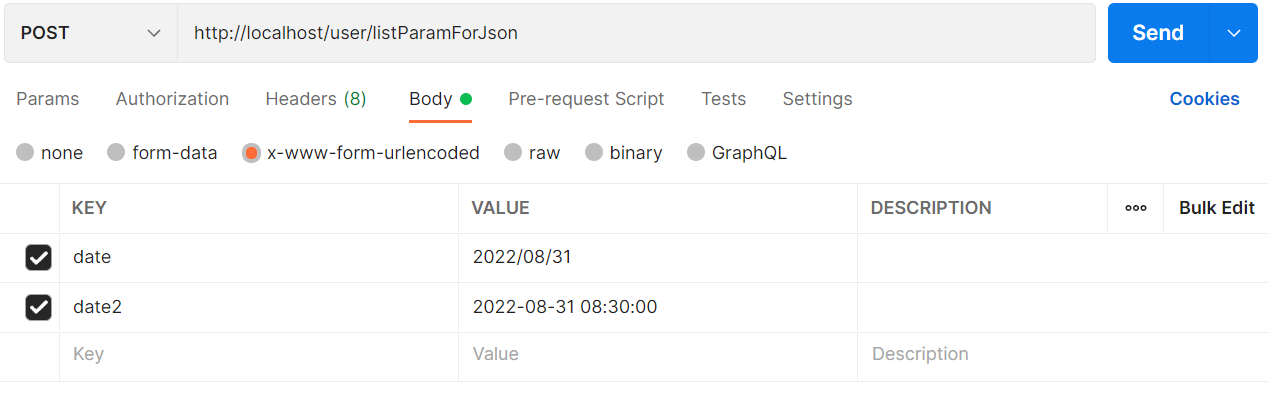 POST http://localhost/user/listParamForJson Send
Params Authorization Headers (8) Body Pre-request Script Tests Settings Cookies
none form-data x-www-form-urlencoded raw binary GraphQL
KEY VALUE DESCRIPTION Bulk Edit
date 2022/08/31
date2 2022-08-31 08:30:00
Key Value Description